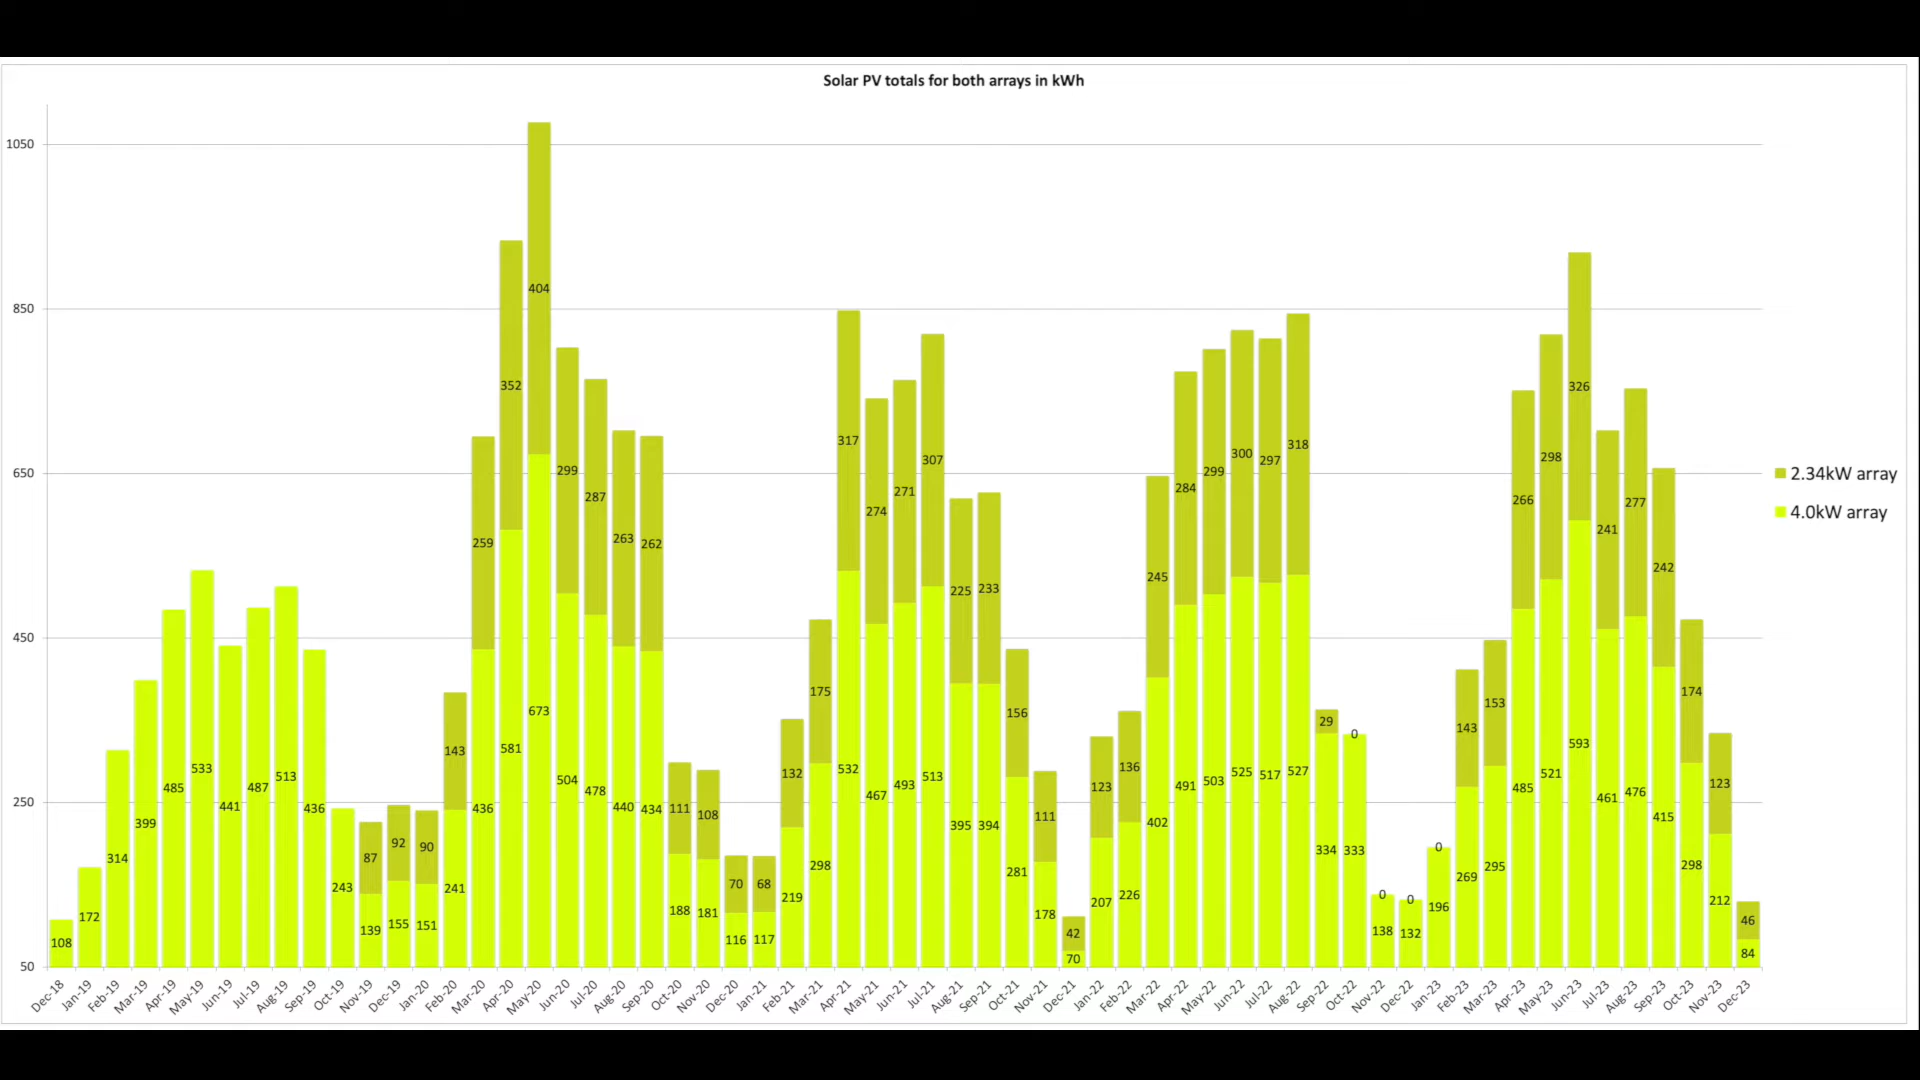 Solar PV totals for both arrays in kWh
1050
850
650
450
250
50
404
352
299
287
259
263
262
143
87
92
90
111
108
70
68
132
175
317
274
271
307
225
233
156
111
42
123
136
245
284
299
300
297
318
29
0
0
0
0
143
153
266
298
326
241
277
242
174
123
46
108
172
314
399
485
533
441
487
513
436
243
139
155
151
241
436
581
673
504
478
440
434
188
181
116
117
219
298
532
467
493
513
395
394
281
178
70
207
226
402
491
503
525
517
527
334
333
138
132
196
269
295
485
521
593
461
476
415
298
212
84
2.34kW array
4.0kW array
Dec-18
Jan-19
Feb-19
Mar-19
Apr-19
May-19
Jun-19
Jul-19
Aug-19
Sep-19
Oct-19
Nov-19
Dec-19
Jan-20
Feb-20
Mar-20
Apr-20
May-20
Jun-20
Jul-20
Aug-20
Sep-20
Oct-20
Nov-20
Dec-20
Jan-21
Feb-21
Mar-21
Apr-21
May-21
Jun-21
Jul-21
Aug-21
Sep-21
Oct-21
Nov-21
Dec-21
Jan-22
Feb-22
Mar-22
Apr-22
May-22
Jun-22
Jul-22
Aug-22
Sep-22
Oct-22
Nov-22
Dec-22
Jan-23
Feb-23
Mar-23
Apr-23
May-23
Jun-23
Jul-23
Aug-23
Sep-23
Oct-23
Nov-23
Dec-23